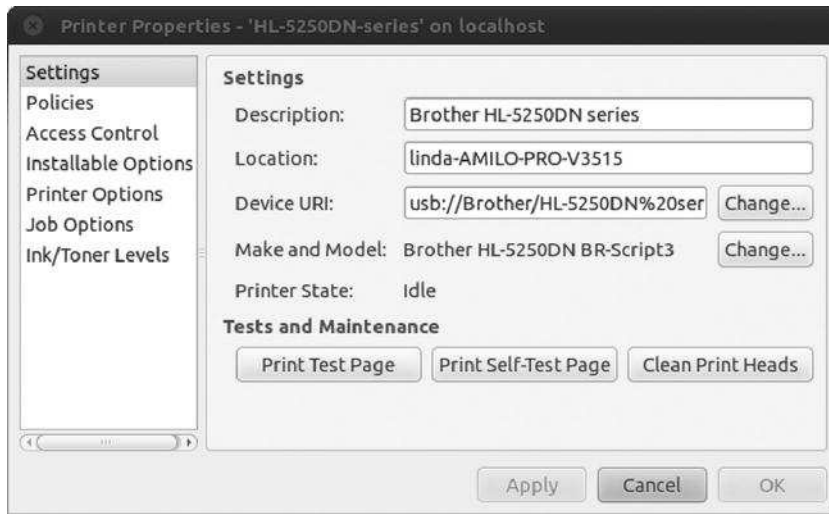 Printer Properties - 'HL-5250DN-series' on localhost
Settings
Policies
Access Control
Installable Options
Printer Options
Job Options
Ink/Toner Levels
Settings
Description: Brother HL-5250DN series
Location: linda-AMILO-PRO-V3515
Device URI: usb://Brother/HL-5250DN%20ser Change...
Make and Model: Brother HL-5250DN BR-Script3 Change...
Printer State: Idle
Tests and Maintenance
Print Test Page Print Self-Test Page Clean Print Heads
Apply Cancel OK